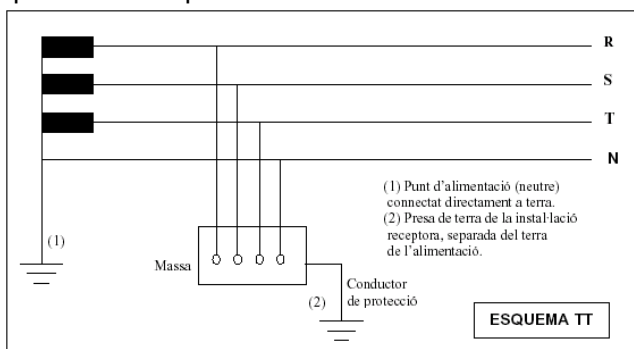 R
S
T
N
(1) Punt d'alimentació (neutre)
connectat directament a terra.
(2) Presa de terra de la instal·lació
receptora, separada del terra
de l'alimentació.
(1)
Massa
Conductor
de protecció
(2)
ESQUEMA TT